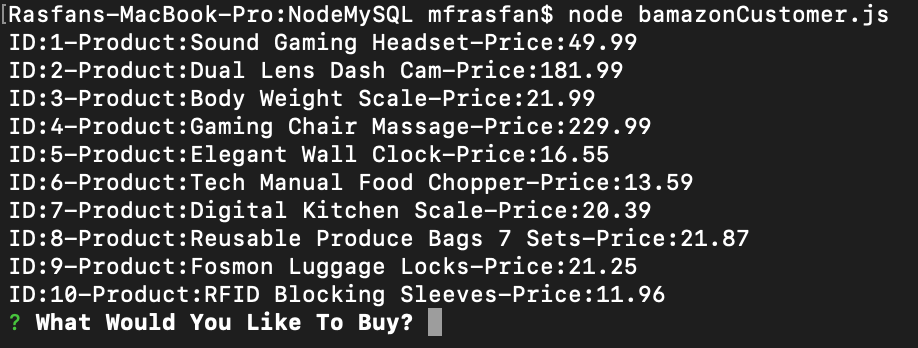 [Rasfans-MacBook-Pro:NodeMySQL mfrasfan$ node bamazonCustomer.js
ID:1-Product:Sound Gaming Headset-Price:49.99
ID:2-Product:Dual Lens Dash Cam-Price:181.99
ID:3-Product:Body Weight Scale-Price:21.99
ID:4-Product:Gaming Chair Massage-Price:229.99
ID:5-Product:Elegant Wall Clock-Price:16.55
ID:6-Product:Tech Manual Food Chopper-Price:13.59
ID:7-Product:Digital Kitchen Scale-Price:20.39
ID:8-Product:Reusable Produce Bags 7 Sets-Price:21.87
ID:9-Product:Fosmon Luggage Locks-Price:21.25
ID:10-Product:RFID Blocking Sleeves-Price:11.96
? What Would You Like To Buy?